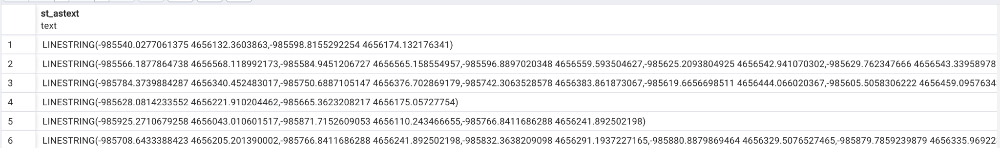 st_astext
text
1 LINESTRING(-985540.0277061375 4656132.3603863,-985598.8155292254 4656174.132176341)
2 LINESTRING(-985566.1877864738 4656568.118992173,-985584.9451206727 4656565.158554957,-985596.8897020348 4656559.593504627,-985625.2093804925 4656542.941070302,-985629.762347666 4656543.33958978
3 LINESTRING(-985784.3739884287 4656340.452483017,-985750.6887105147 4656376.702869179,-985742.3063528578 4656383.861873067,-985619.6656698511 4656444.066020367,-985605.5058306222 4656459.0957634
4 LINESTRING(-985628.0814233552 4656221.910204462,-985665.3623208217 4656175.05727754)
5 LINESTRING(-985925.2710679258 4656043.010601517,-985871.7152609053 4656110.243466655,-985766.8411686288 4656241.892502198)
6 LINESTRING(-985708.6433388423 4656205.201390002,-985766.8411686288 4656241.892502198,-985832.3638209098 4656291.1937227165,-985880.8879869464 4656329.5076527465,-985879.7859239879 4656335.96922